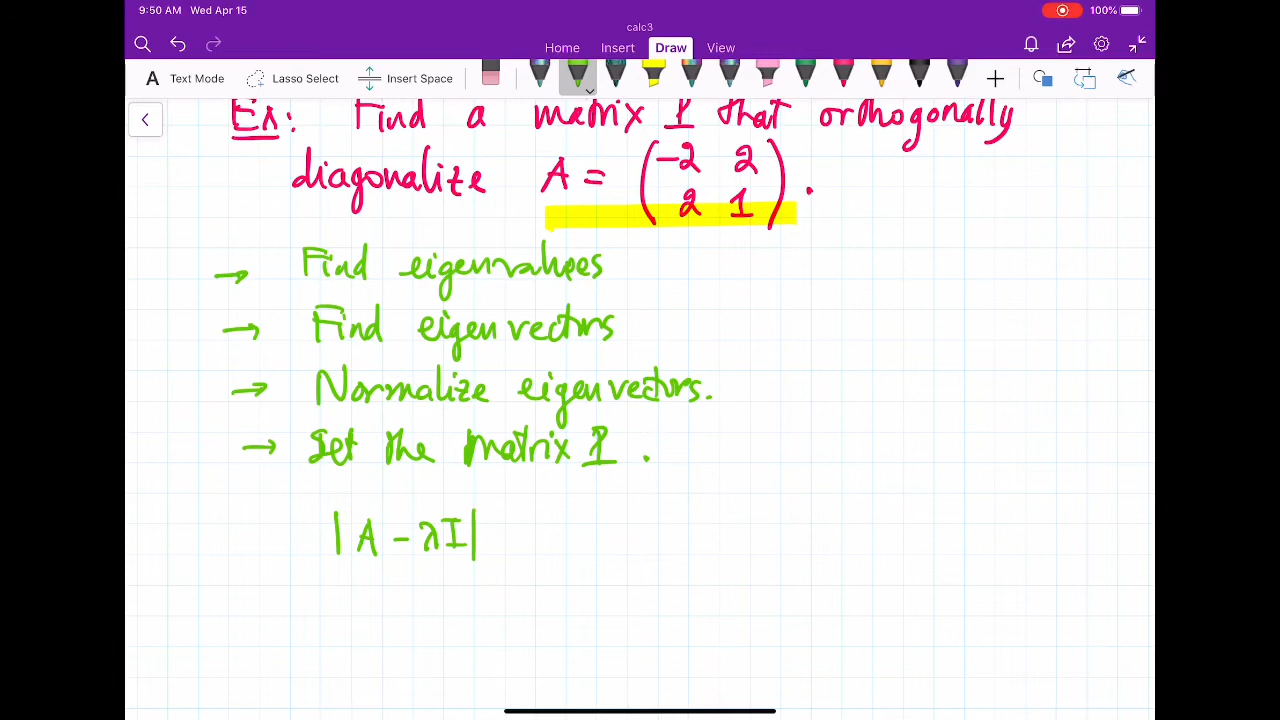 9:50 AM Wed Apr 15
100%
calc3
Home Insert Draw View
Text Mode Lasso Select Insert Space
Ex: Find a matrix P that orthogonally
diagonalize A = (-2 2
2 1) .
→ Find eigenvalues
→ Find eigenvectors
→ Normalize eigenvectors.
→ Set the matrix P .
| A - λI |